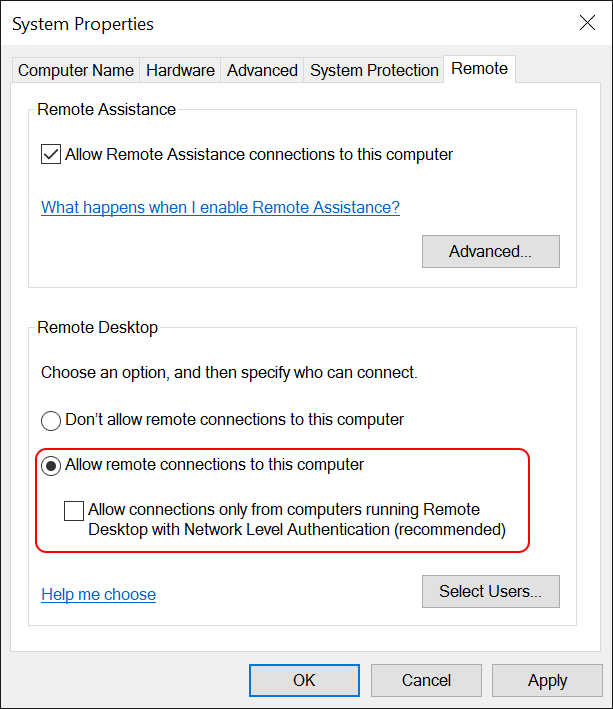 System Properties
Computer Name Hardware Advanced System Protection Remote
Remote Assistance
Allow Remote Assistance connections to this computer
What happens when I enable Remote Assistance?
Advanced...
Remote Desktop
Choose an option, and then specify who can connect.
Don’t allow remote connections to this computer
Allow remote connections to this computer
Allow connections only from computers running Remote
Desktop with Network Level Authentication (recommended)
Help me choose
Select Users...
OK Cancel Apply